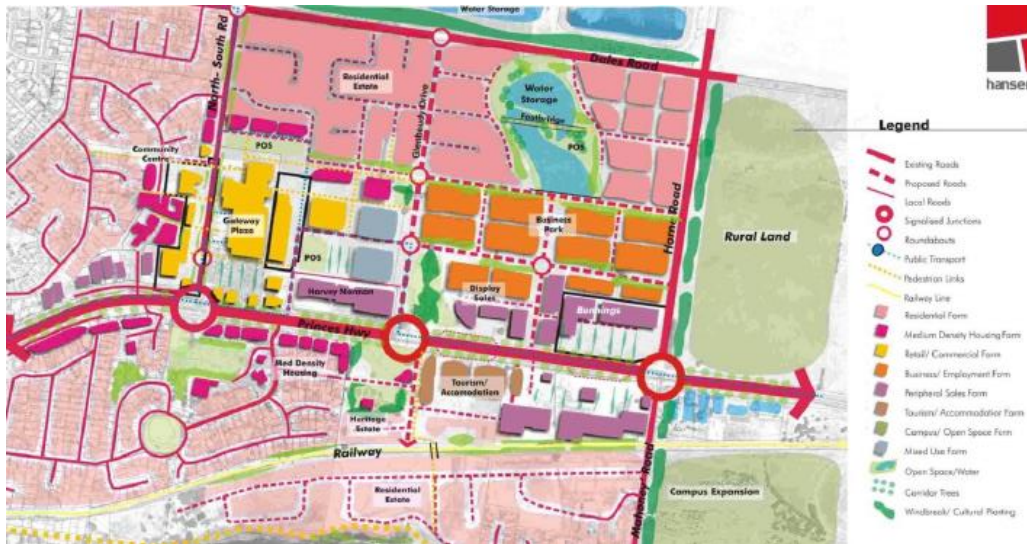 Water Storage
North-South Rd
Residential
Estate
Dales Road
Water
Storage
Footbridge
POS
Community
Centre
POS
Gateway
Plaza
POS
Harvey Norman
Business
Park
Horne Road
Rural Land
Display
Sales
Bunnings
Princes Hwy
Med Density
Housing
Tourism/
Accomodation
Heritage
Estate
Railway
Residential
Estate
Campus Expansion
Mahoneys Road
hansen
Legend
Existing Roads
Proposed Roads
Local Roads
Signalised Junctions
Roundabouts
Public Transport
Pedestrian Links
Railway Line
Residential Form
Medium Density Housing Form
Retail/ Commercial Form
Business/ Employment Form
Peripheral Sales Form
Tourism/ Accommodation Form
Campus/ Open Space Form
Mixed Use Form
Open Space/Water
Corridor Trees
Windbreak/ Cultural Planting